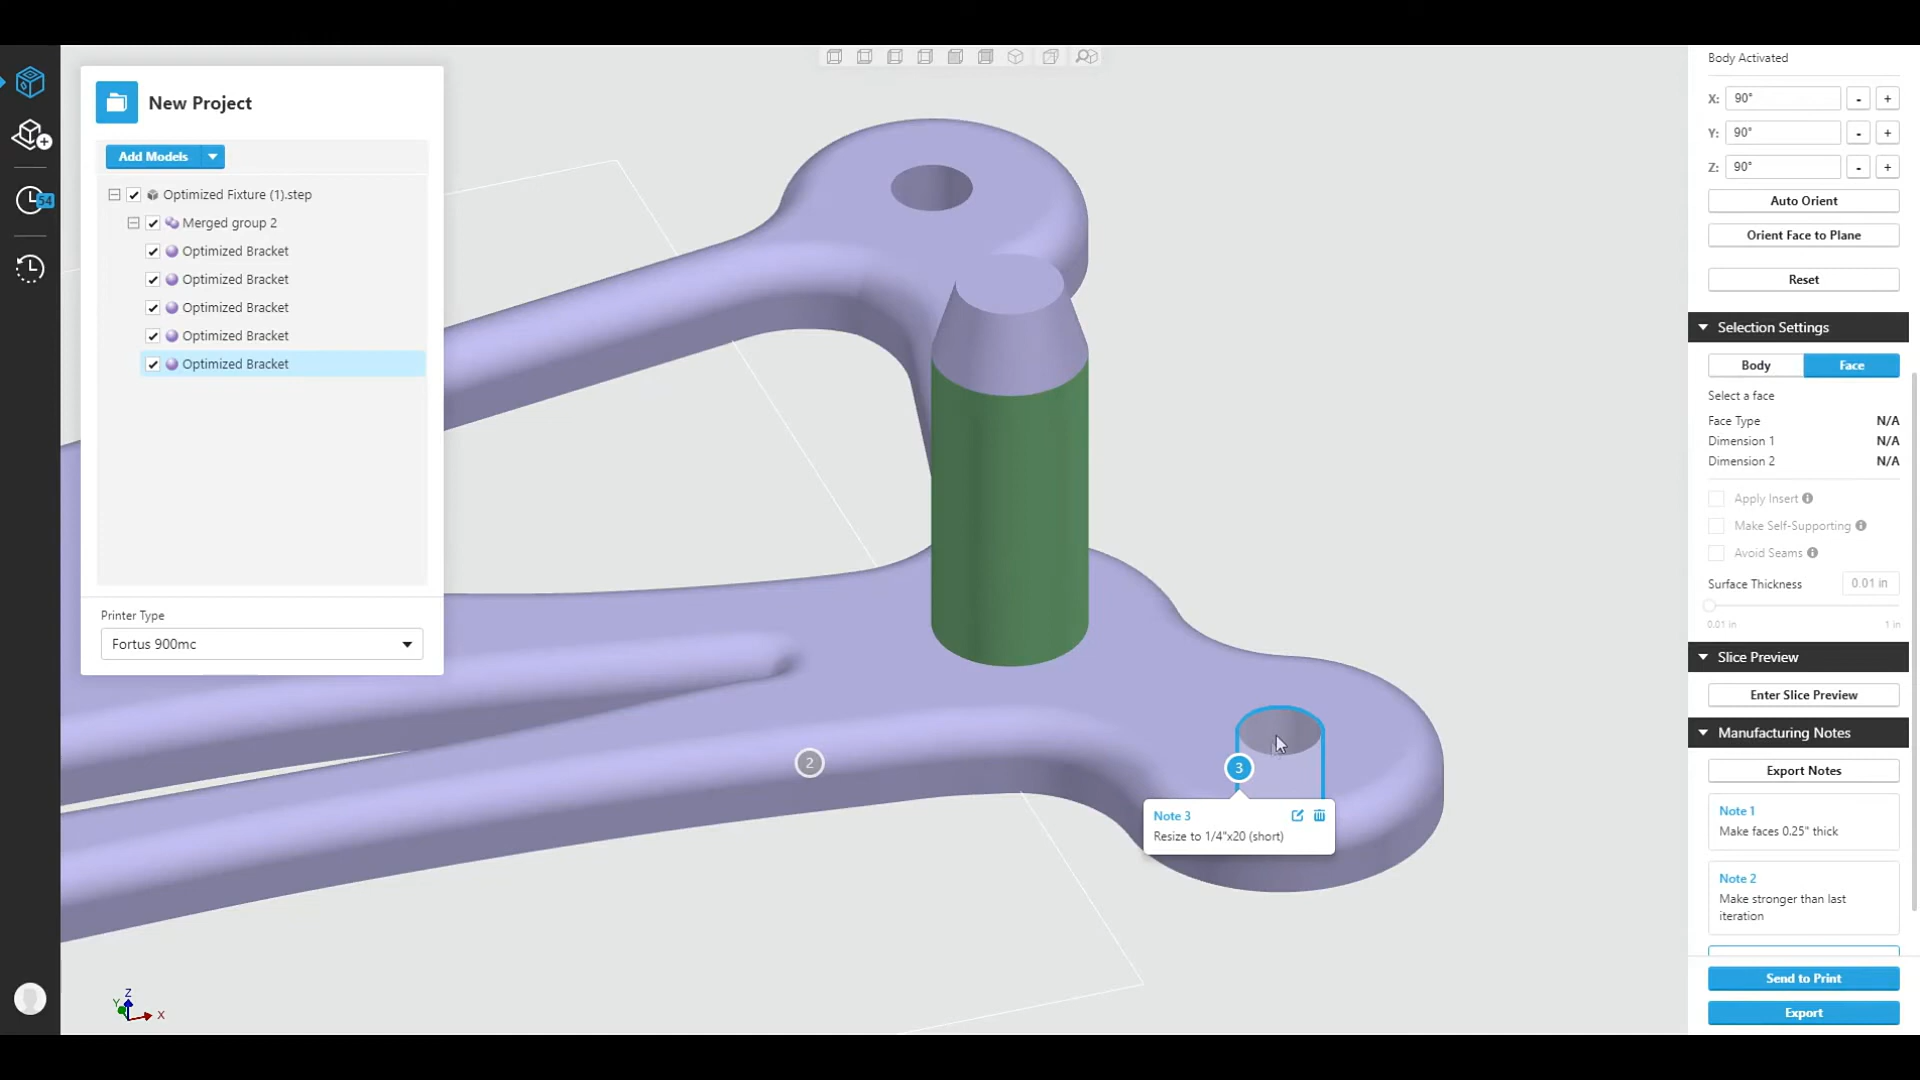 New Project
Add Models
Optimized Fixture (1).step
Merged group 2
Optimized Bracket
Optimized Bracket
Optimized Bracket
Optimized Bracket
Optimized Bracket
Printer Type
Fortus 900mc
54
2
3
Note 3
Resize to 1/4"x20 (short)
Z
Y
X
Body Activated
X: 90° - +
Y: 90° - +
Z: 90° - +
Auto Orient
Orient Face to Plane
Reset
Selection Settings
Body Face
Select a face
Face Type N/A
Dimension 1 N/A
Dimension 2 N/A
Apply Insert
Make Self-Supporting
Avoid Seams
Surface Thickness 0.01 in
0.01 in 1 in
Slice Preview
Enter Slice Preview
Manufacturing Notes
Export Notes
Note 1
Make faces 0.25" thick
Note 2
Make stronger than last
iteration
Send to Print
Export